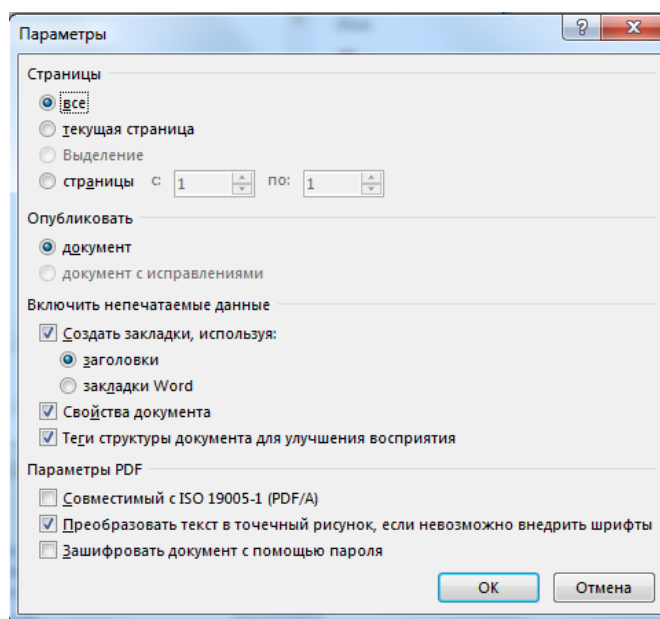 Параметры
Страницы
все
текущая страница
Выделение
страницы с: 1 по: 1
Опубликовать
документ
документ с исправлениями
Включить непечатаемые данные
Создать закладки, используя:
заголовки
закладки Word
Свойства документа
Теги структуры документа для улучшения восприятия
Параметры PDF
Совместимый с ISO 19005-1 (PDF/A)
Преобразовать текст в точечный рисунок, если невозможно внедрить шрифты
Зашифровать документ с помощью пароля
ОК Отмена